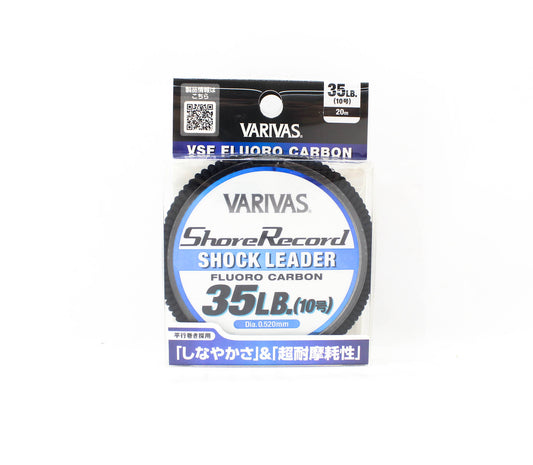 製品情報は
こちら
35LB.
(10号)
20m
VARIVAS®
VSE FLUORO CARBON
VARIVAS®
ShoreRecord
SHOCK LEADER
FLUORO CARBON
35LB.(10号)
Dia.0.520mm
平行巻き採用
「しなやかさ」&「超耐摩耗性」